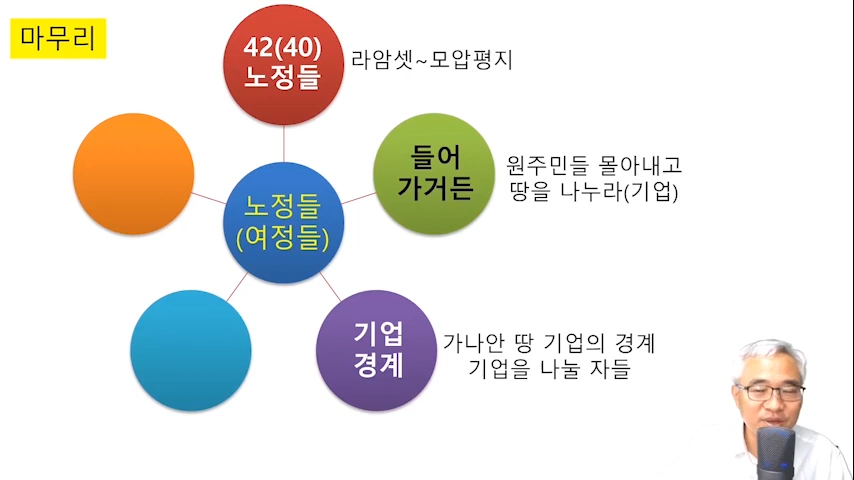 마무리
42(40)
노정들
라암셋~모압평지
들어
가거든
원주민들 몰아내고
땅을 나누라(기업)
노정들
(여정들)
기업
경계
가나안 땅 기업의 경계
기업을 나눌 자들